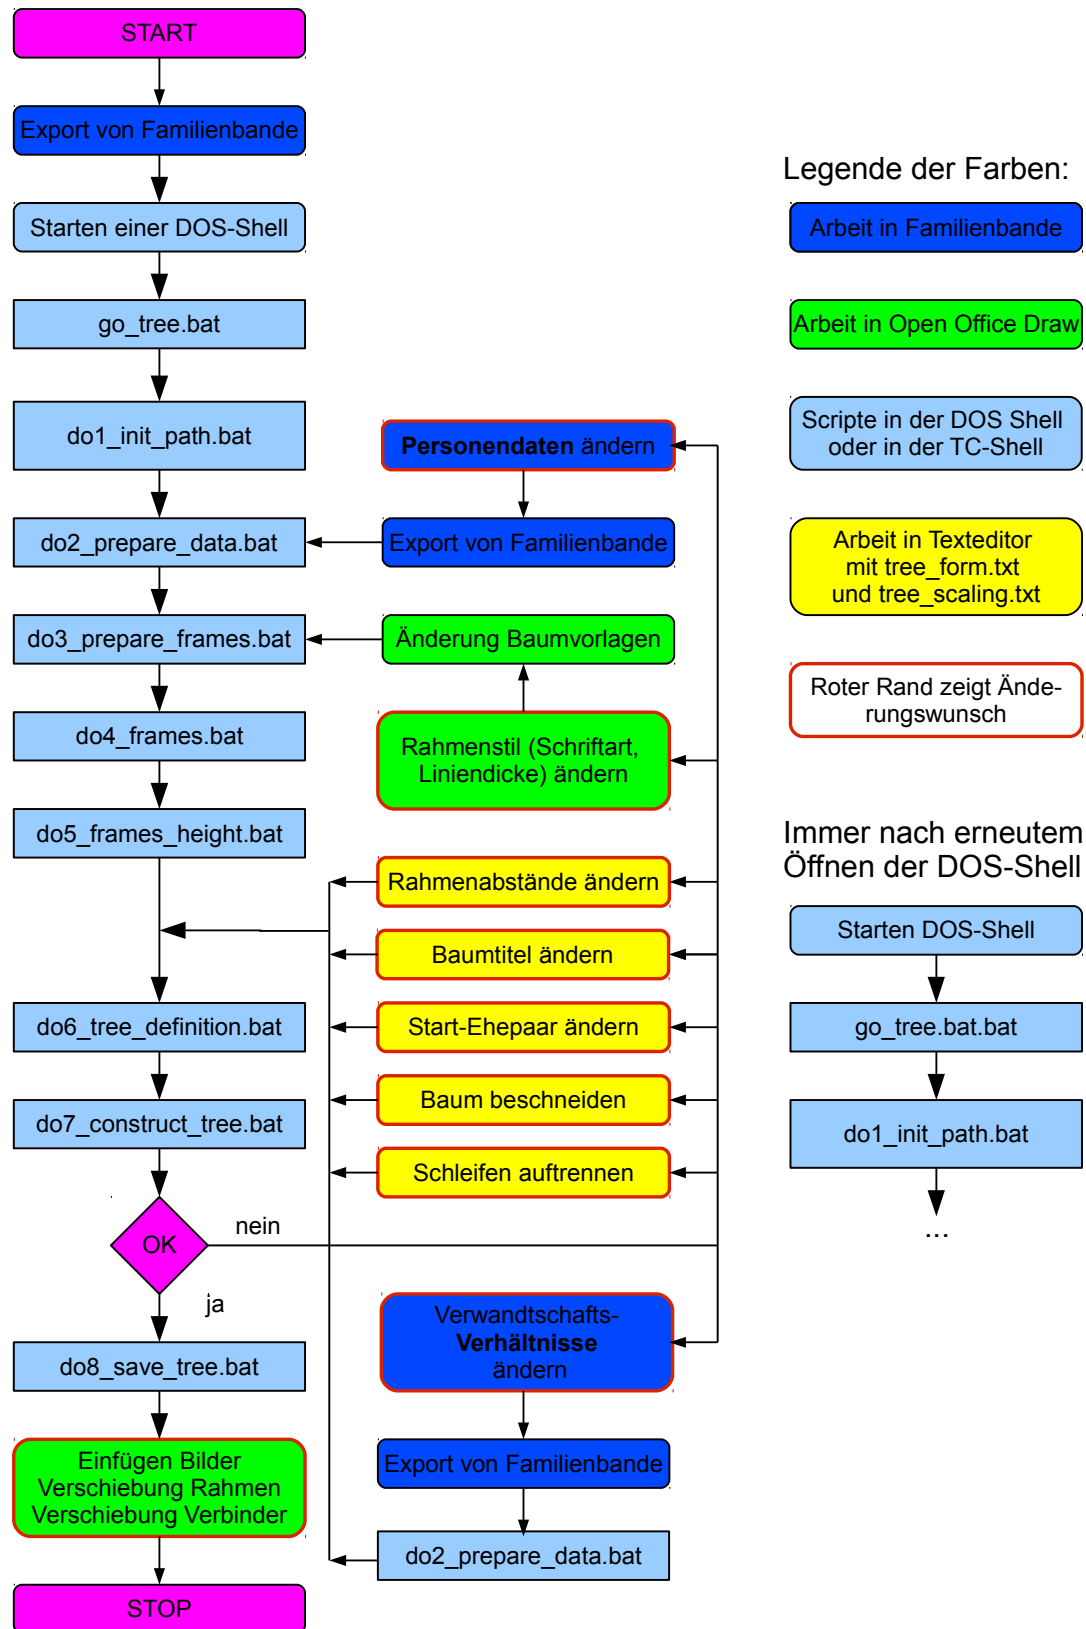 START
Export von Familienbande
Starten einer DOS-Shell
go_tree.bat
do1_init_path.bat
do2_prepare_data.bat
do3_prepare_frames.bat
do4_frames.bat
do5_frames_height.bat
do6_tree_definition.bat
do7_construct_tree.bat
OK
nein
ja
do8_save_tree.bat
Einfügen Bilder
Verschiebung Rahmen
Verschiebung Verbinder
STOP
Personendaten ändern
Export von Familienbande
Änderung Baumvorlagen
Rahmenstil (Schriftart,
Liniendicke) ändern
Rahmenabstände ändern
Baumtitel ändern
Start-Ehepaar ändern
Baum beschneiden
Schleifen auftrennen
Verwandtschafts-
Verhältnisse
ändern
Export von Familienbande
do2_prepare_data.bat
Legende der Farben:
Arbeit in Familienbande
Arbeit in Open Office Draw
Scripte in der DOS Shell
oder in der TC-Shell
Arbeit in Texteditor
mit tree_form.txt
und tree_scaling.txt
Roter Rand zeigt Ände-
rungswunsch
Immer nach erneutem
Öffnen der DOS-Shell
Starten DOS-Shell
go_tree.bat.bat
do1_init_path.bat
...